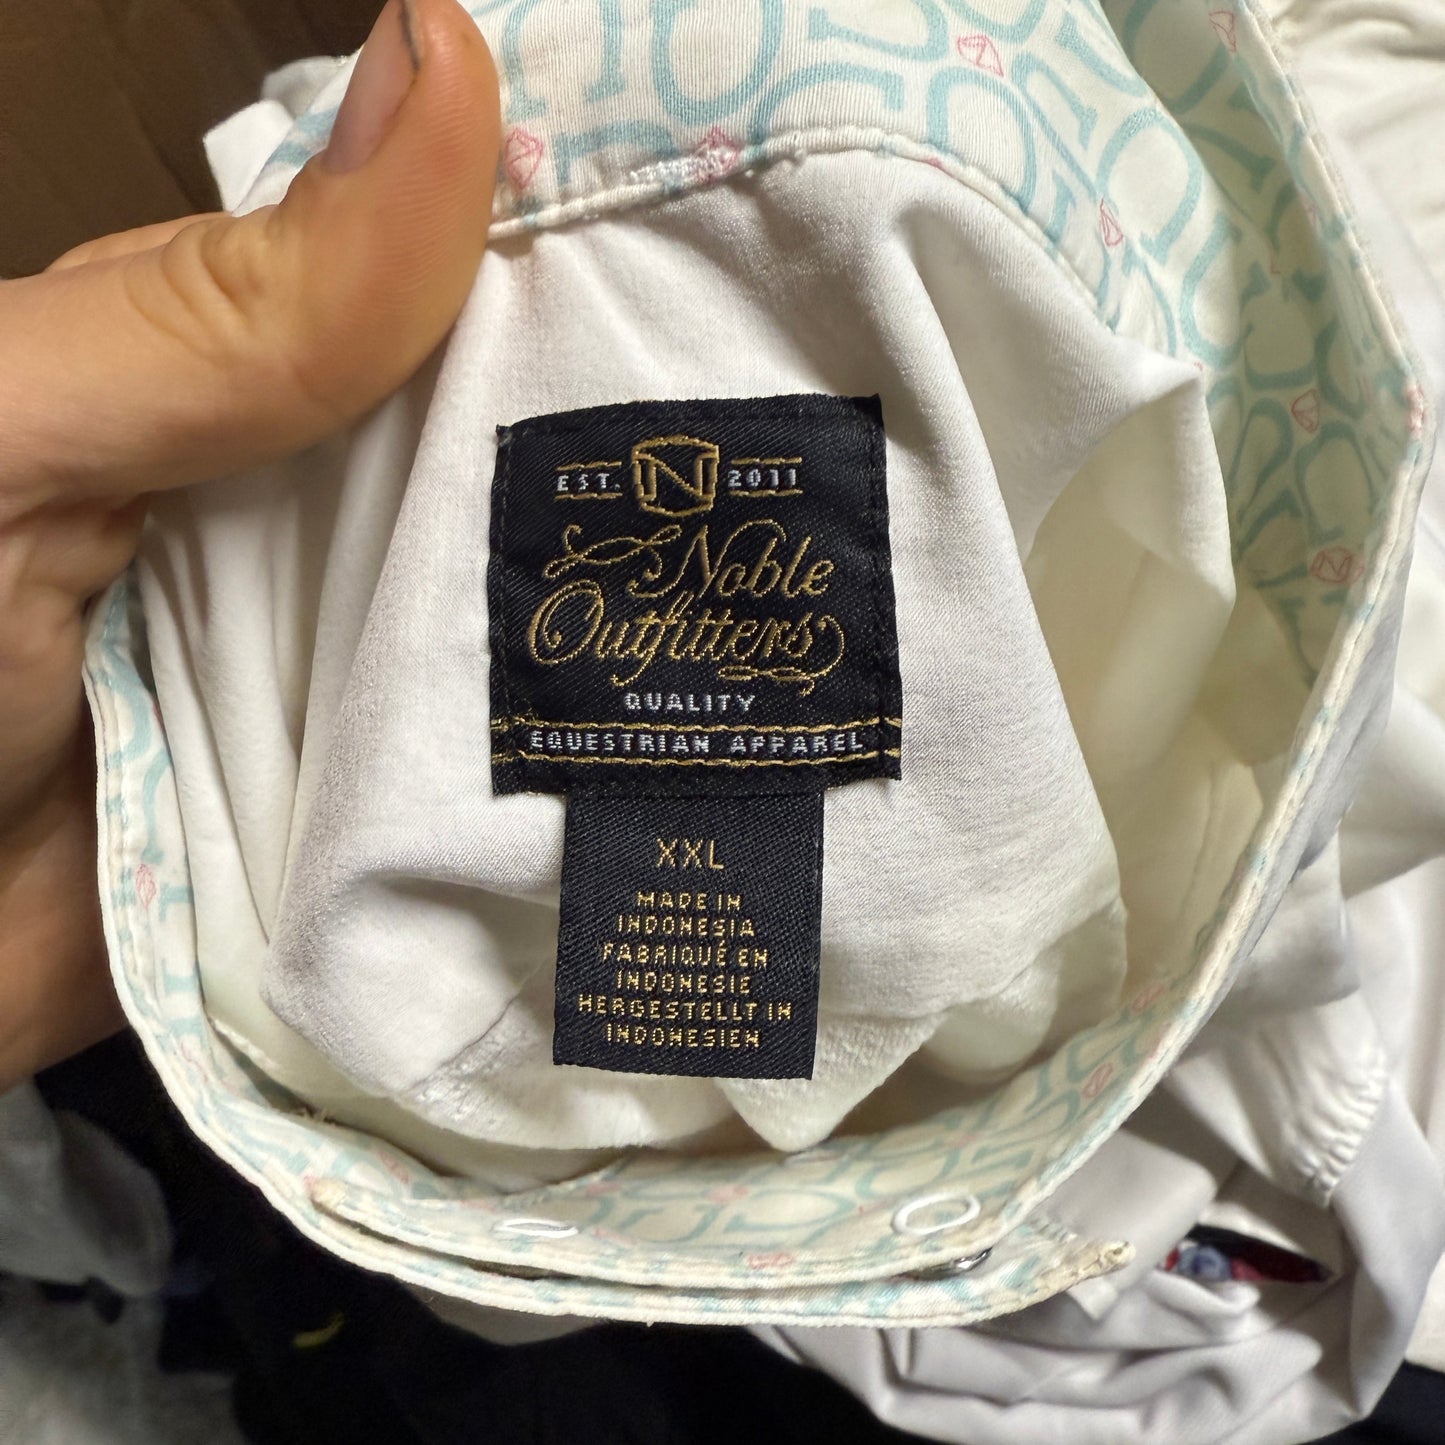 EST. N 2011
Noble
Outfitters
QUALITY
EQUESTRIAN APPAREL
XXL
MADE IN
INDONESIA
FABRIQUÉ EN
INDONESIE
HERGESTELLT IN
INDONESIEN